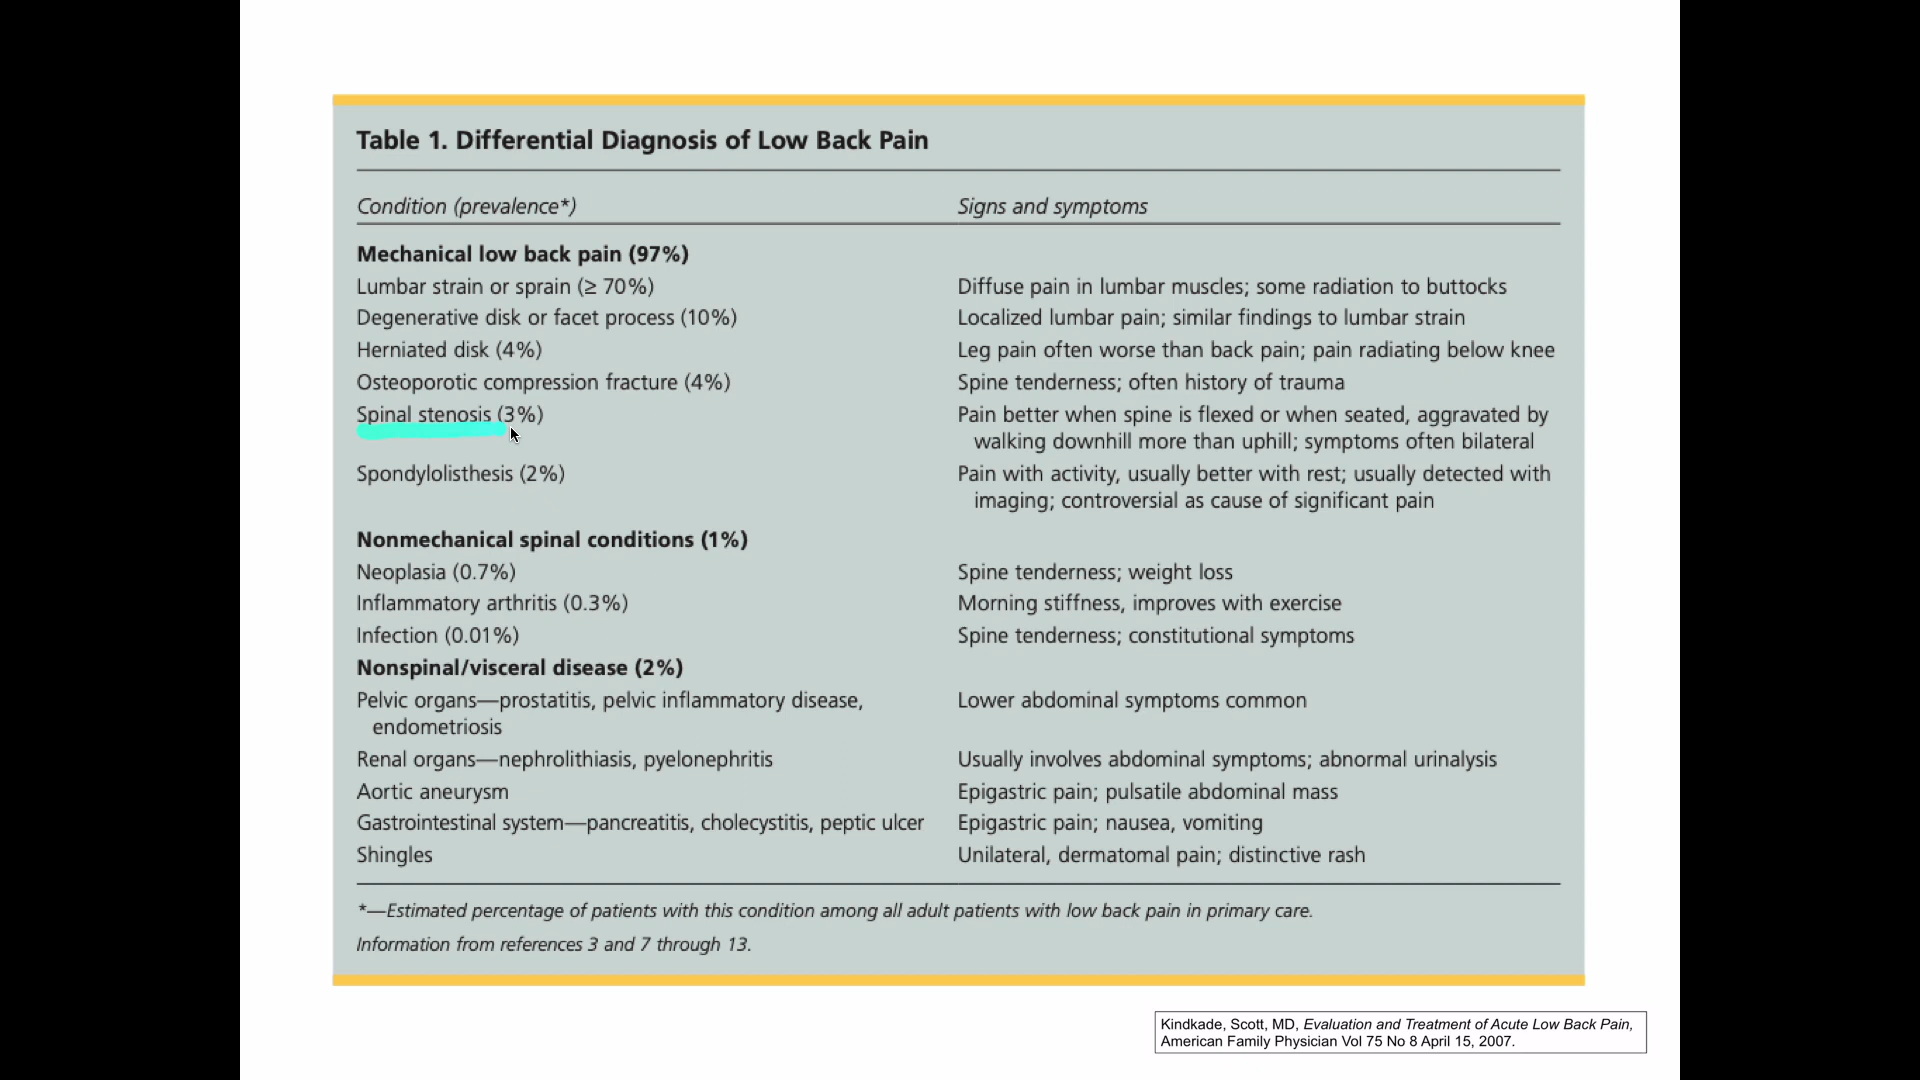 Table 1. Differential Diagnosis of Low Back Pain
Condition (prevalence*) Signs and symptoms
Mechanical low back pain (97%)
Lumbar strain or sprain (≥ 70%) Diffuse pain in lumbar muscles; some radiation to buttocks
Degenerative disk or facet process (10%) Localized lumbar pain; similar findings to lumbar strain
Herniated disk (4%) Leg pain often worse than back pain; pain radiating below knee
Osteoporotic compression fracture (4%) Spine tenderness; often history of trauma
Spinal stenosis (3%) Pain better when spine is flexed or when seated, aggravated by
walking downhill more than uphill; symptoms often bilateral
Spondylolisthesis (2%) Pain with activity, usually better with rest; usually detected with
imaging; controversial as cause of significant pain
Nonmechanical spinal conditions (1%)
Neoplasia (0.7%) Spine tenderness; weight loss
Inflammatory arthritis (0.3%) Morning stiffness, improves with exercise
Infection (0.01%) Spine tenderness; constitutional symptoms
Nonspinal/visceral disease (2%)
Pelvic organs—prostatitis, pelvic inflammatory disease, Lower abdominal symptoms common
endometriosis
Renal organs—nephrolithiasis, pyelonephritis Usually involves abdominal symptoms; abnormal urinalysis
Aortic aneurysm Epigastric pain; pulsatile abdominal mass
Gastrointestinal system—pancreatitis, cholecystitis, peptic ulcer Epigastric pain; nausea, vomiting
Shingles Unilateral, dermatomal pain; distinctive rash
*—Estimated percentage of patients with this condition among all adult patients with low back pain in primary care.
Information from references 3 and 7 through 13.
Kindkade, Scott, MD, Evaluation and Treatment of Acute Low Back Pain,
American Family Physician Vol 75 No 8 April 15, 2007.